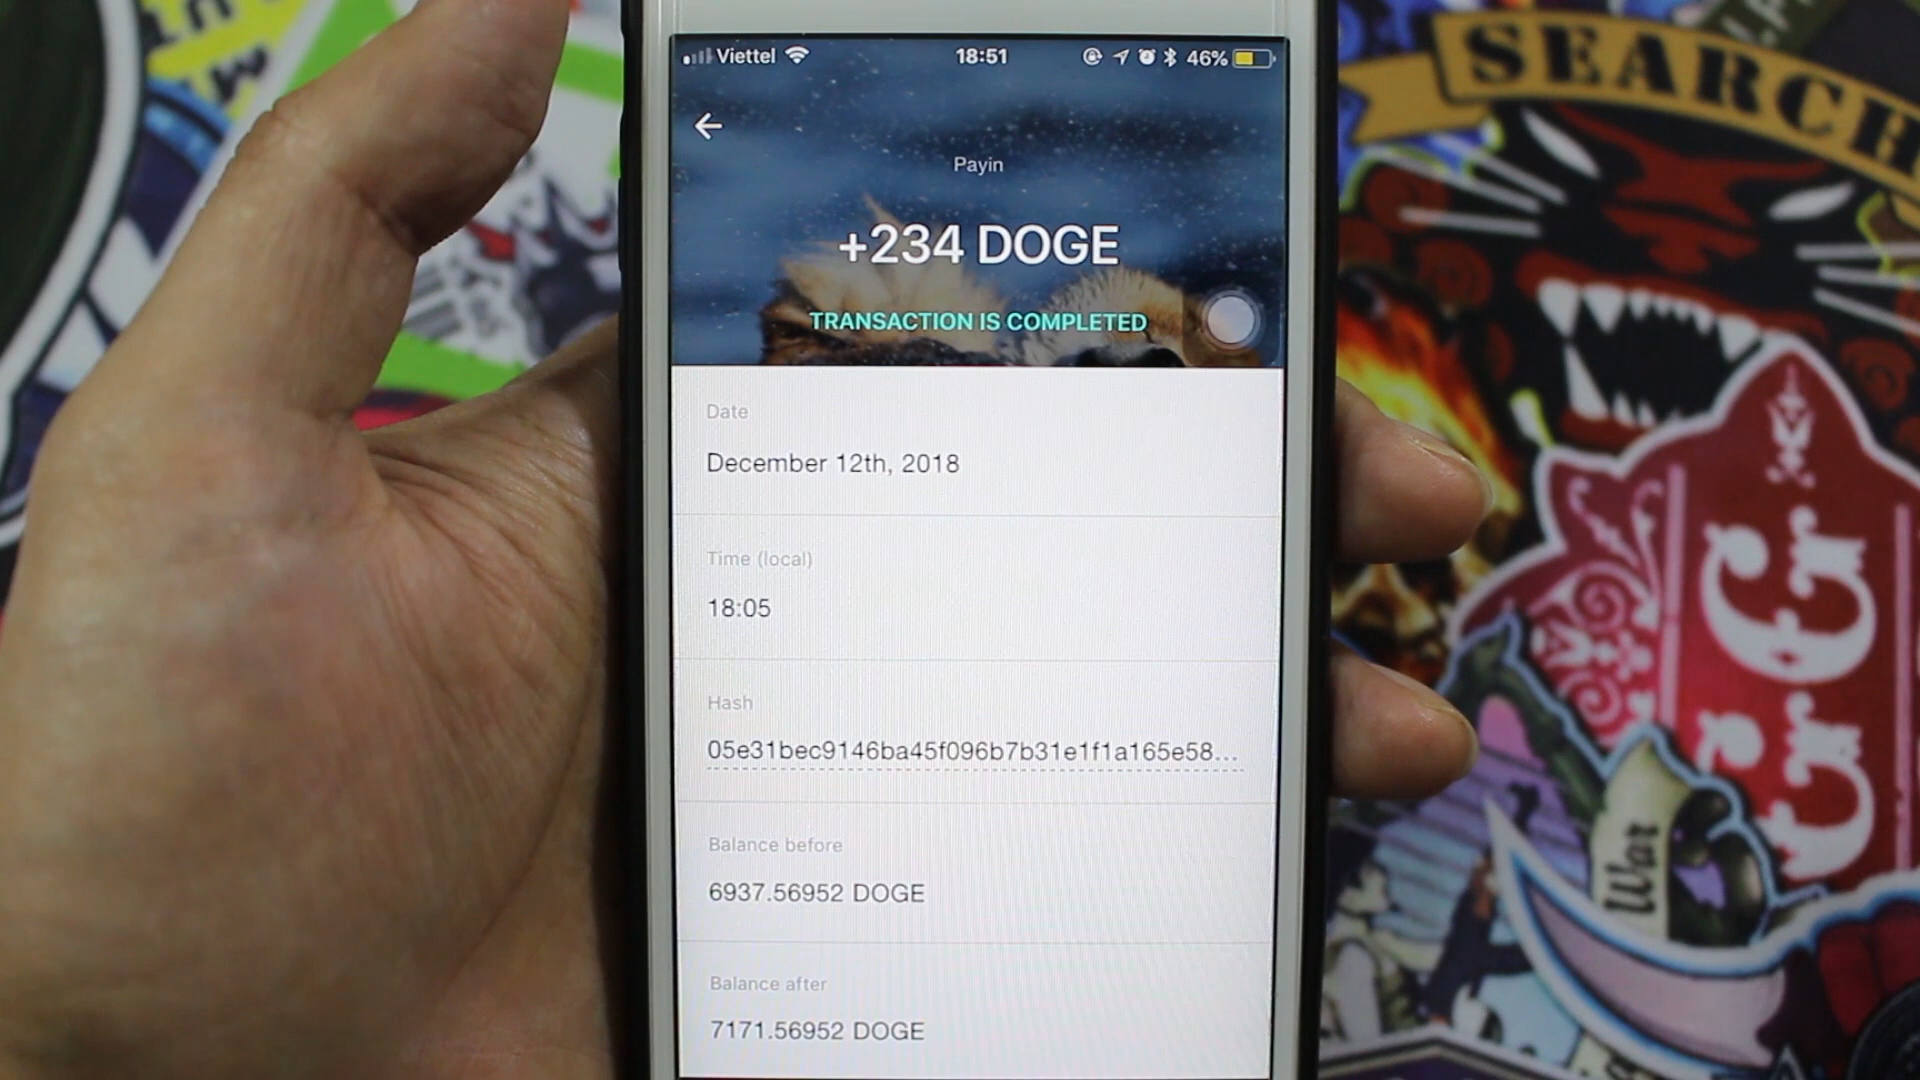 Viettel 18:51 46%
Payin
+234 DOGE
TRANSACTION IS COMPLETED
Date
December 12th, 2018
Time (local)
18:05
Hash
05e31bec9146ba45f096b7b31e1f1a165e58...
Balance before
6937.56952 DOGE
Balance after
7171.56952 DOGE
SEARCH
War